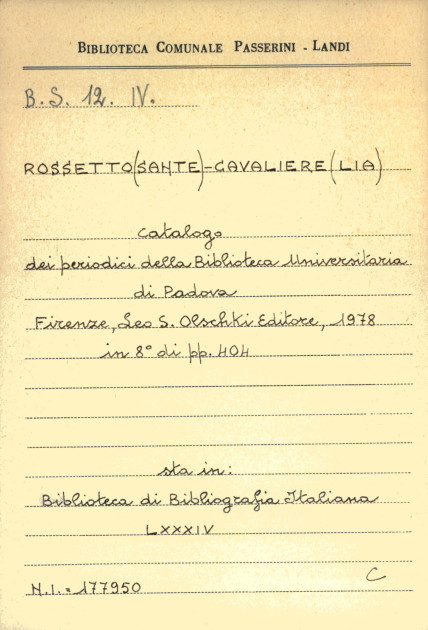 BIBLIOTECA COMUNALE PASSERINI - LANDI
B. S. 12. IV.
ROSSETTO (SANTE) - CAVALIERE (LIA)
Catalogo
dei periodici della Biblioteca Universitaria
di Padova
Firenze, Leo S. Olschki Editore, 1978
in 8° di pp. 404
sta in:
Biblioteca di Bibliografia Italiana
LXXXIV
C
N.I. = 177950